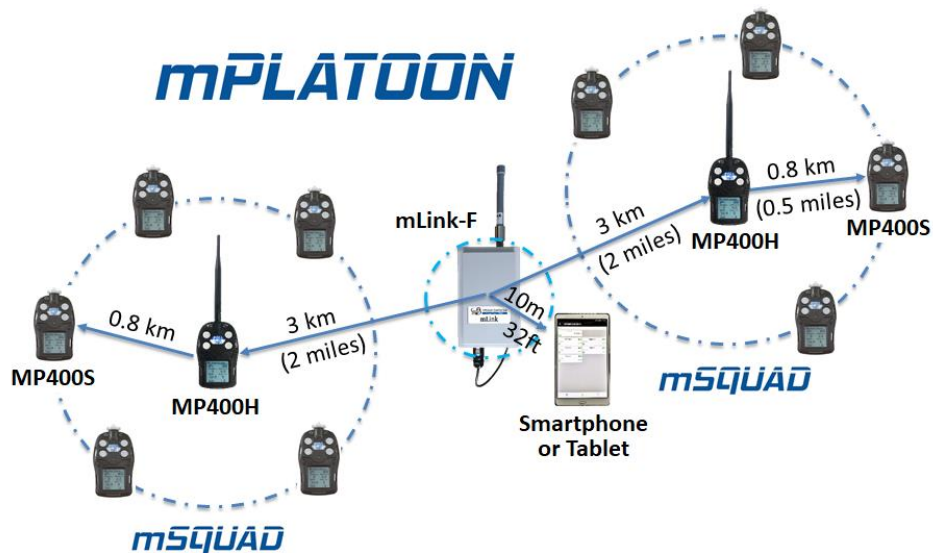 mPLATOON
mLink-F
3 km
(2 miles)
0.8 km
(0.5 miles)
MP400H
MP400S
10m
32ft
mLink
Smartphone
or Tablet
mSQUAD
0.8 km
3 km
(2 miles)
MP400S
MP400H
mSQUAD